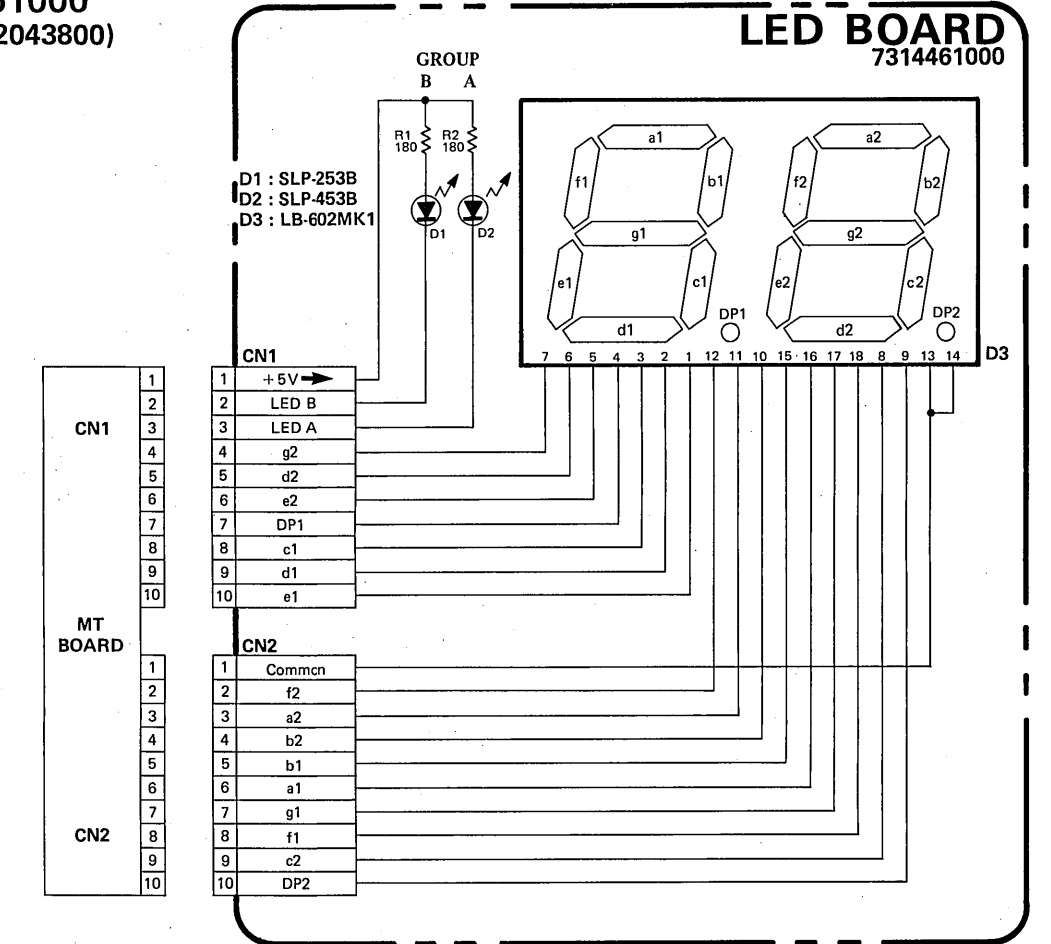 61000
2043800)
LED BOARD
7314461000
GROUP
B A
R1
180
R2
180
D1 : SLP-253B
D2 : SLP-453B
D3 : LB-602MK1
D1
D2
a1
f1
b1
g1
e1
c1
d1
DP1
a2
f2
b2
g2
e2
c2
d2
DP2
7 6 5 4 3 2 1 12 11 10 15 16 17 18 8 9 13 14
D3
CN1
1 1 +5V
2 2 LED B
CN1 3 3 LED A
4 4 g2
5 5 d2
6 6 e2
7 7 DP1
8 8 c1
9 9 d1
10 10 e1
MT
BOARD
CN2
1 1 Commcn
2 2 f2
3 3 a2
4 4 b2
5 5 b1
6 6 a1
7 7 g1
CN2 8 8 f1
9 9 c2
10 10 DP2